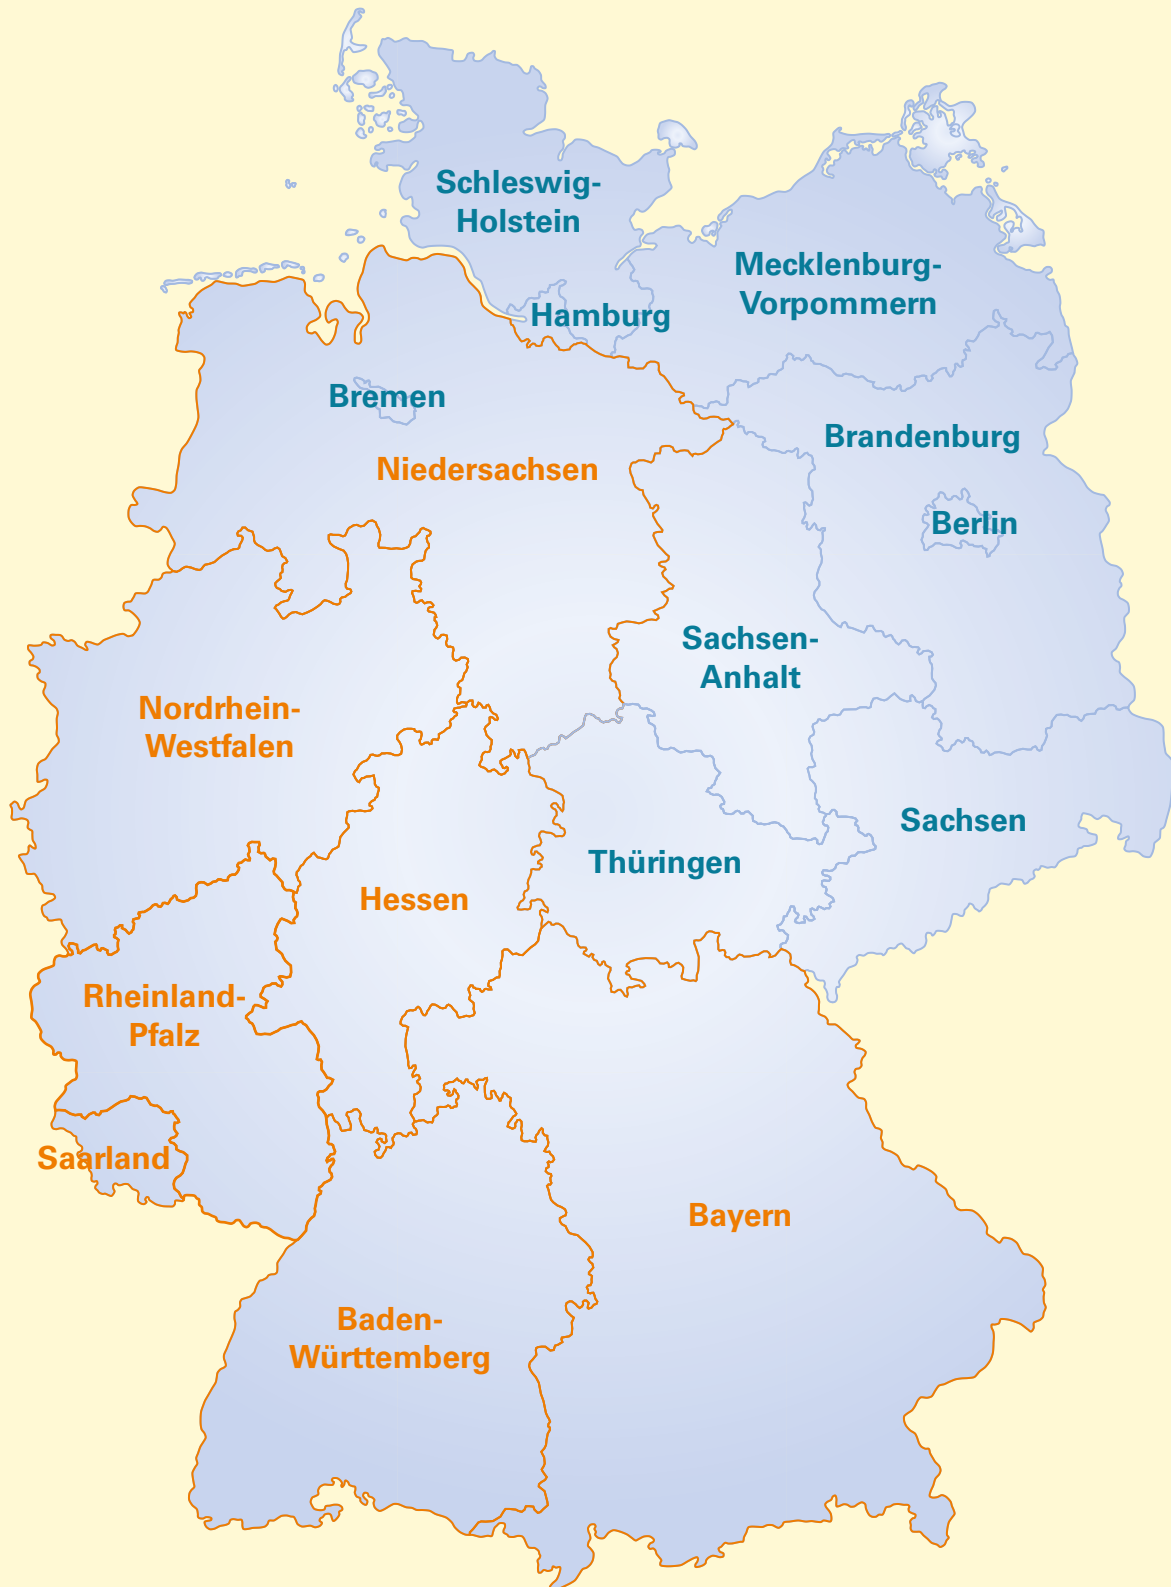 Schleswig-
Holstein
Mecklenburg-
Vorpommern
Hamburg
Bremen
Brandenburg
Niedersachsen
Berlin
Sachsen-
Anhalt
Nordrhein-
Westfalen
Sachsen
Thüringen
Hessen
Rheinland-
Pfalz
Saarland
Bayern
Baden-
Württemberg